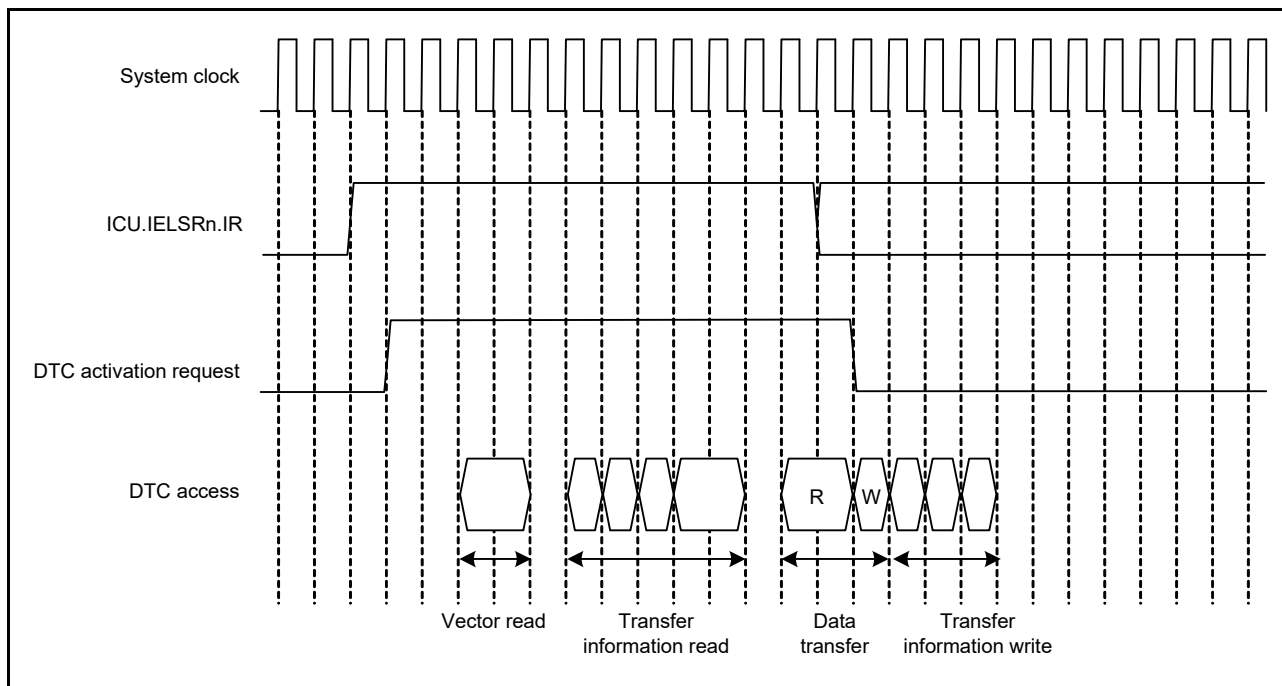 System clock
ICU.IELSRn.IR
DTC activation request
DTC access
R
W
Vector read
Transfer
information read
Data
transfer
Transfer
information write